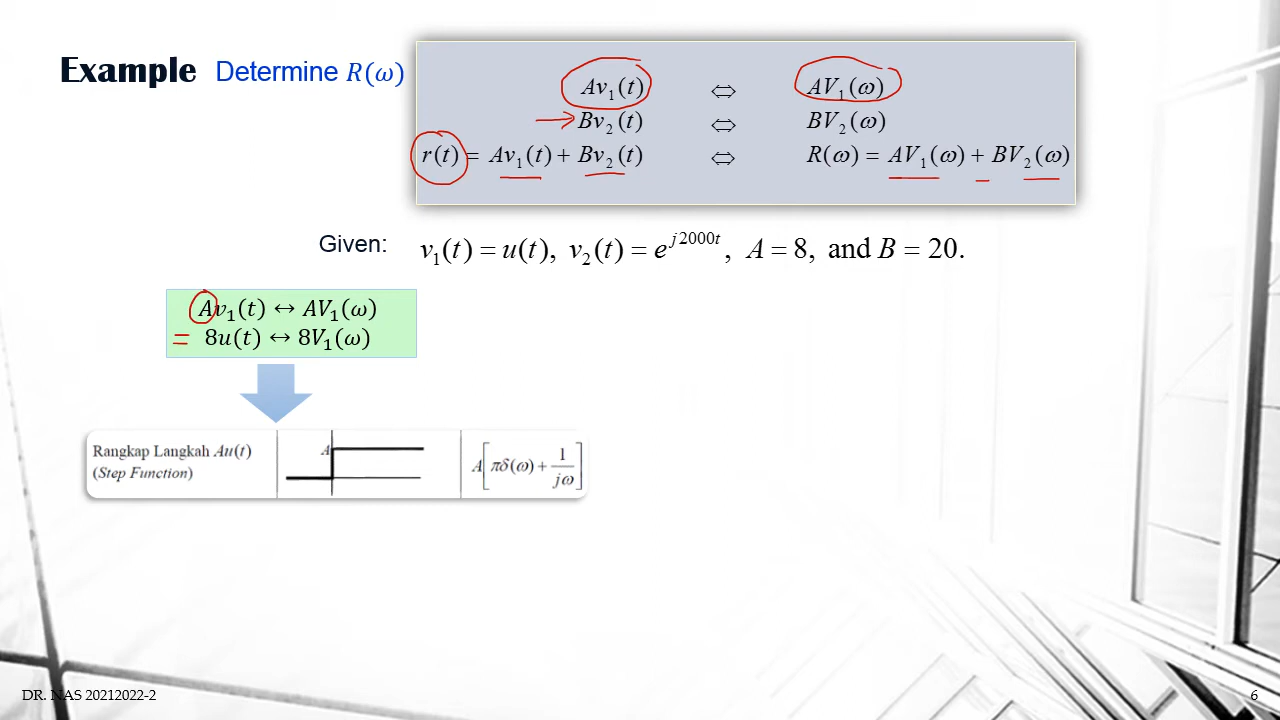 Example Determine R(ω)
Av₁(t) ⇔ AV₁(ω)
Bv₂(t) ⇔ BV₂(ω)
r(t) = Av₁(t) + Bv₂(t) ⇔ R(ω) = AV₁(ω) + BV₂(ω)
Given: v₁(t) = u(t), v₂(t) = e^{j2000t}, A = 8, and B = 20.
Av₁(t) ↔ AV₁(ω)
= 8u(t) ↔ 8V₁(ω)
Rangkap Langkah Au(t)
(Step Function)
A
A[πδ(ω) + 1/jω]
DR. NAS 20212022-2
6